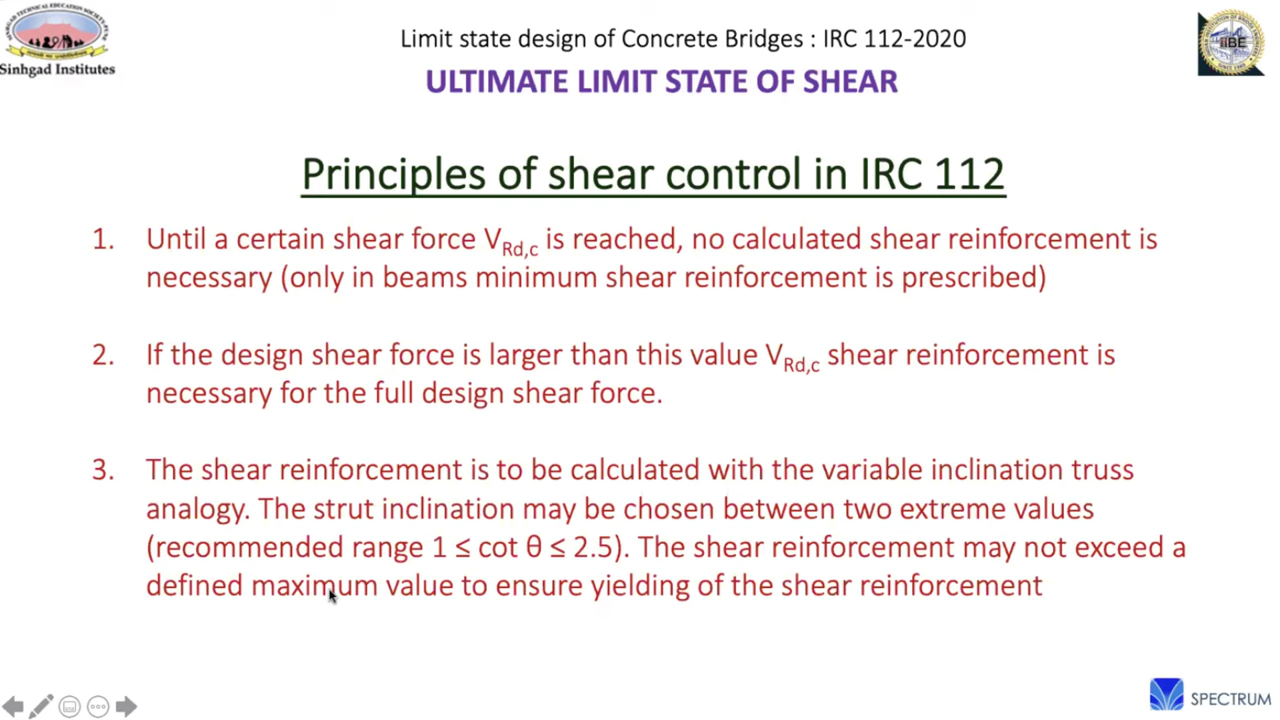 Sinhgad Institutes
Limit state design of Concrete Bridges : IRC 112-2020
ULTIMATE LIMIT STATE OF SHEAR
IIBE
Principles of shear control in IRC 112
1. Until a certain shear force V_Rd,c is reached, no calculated shear reinforcement is
necessary (only in beams minimum shear reinforcement is prescribed)
2. If the design shear force is larger than this value V_Rd,c shear reinforcement is
necessary for the full design shear force.
3. The shear reinforcement is to be calculated with the variable inclination truss
analogy. The strut inclination may be chosen between two extreme values
(recommended range 1 ≤ cot θ ≤ 2.5). The shear reinforcement may not exceed a
defined maximum value to ensure yielding of the shear reinforcement
SPECTRUM